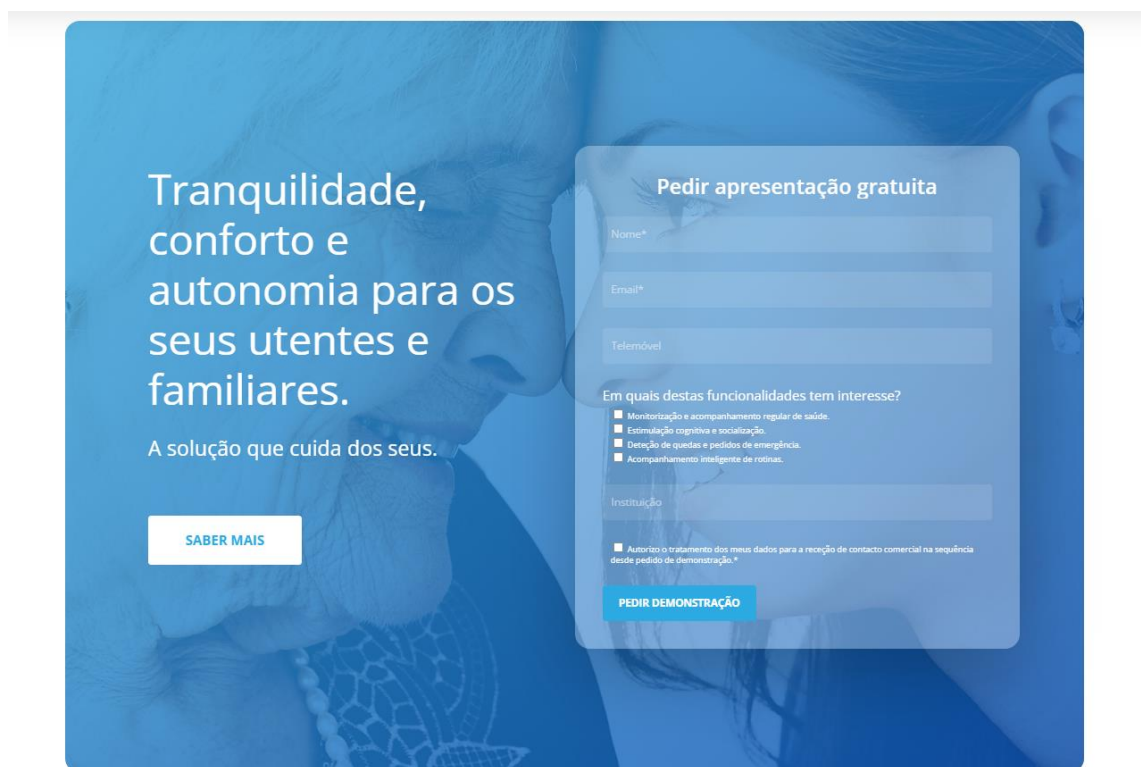 Tranquilidade,
conforto e
autonomia para os
seus utentes e
familiares.
A solução que cuida dos seus.
SABER MAIS
Pedir apresentação gratuita
Nome*
Email*
Telemóvel
Em quais destas funcionalidades tem interesse?
Monitorização e acompanhamento regular de saúde.
Estimulação cognitiva e socialização.
Deteção de quedas e pedidos de emergência.
Acompanhamento inteligente de rotinas.
Instituição
Autorizo o tratamento dos meus dados para a receção de contacto comercial na sequência
desde pedido de demonstração.*
PEDIR DEMONSTRAÇÃO